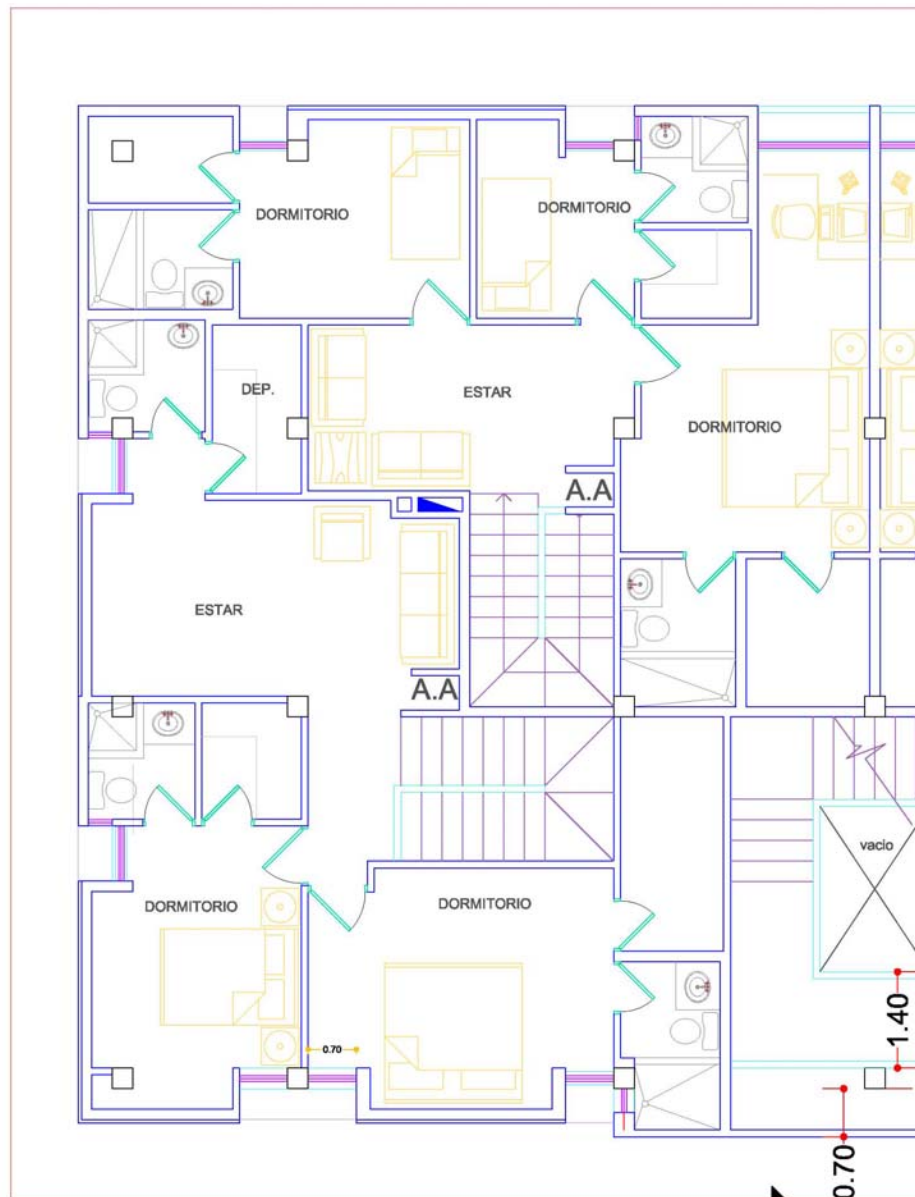 DORMITORIO
DORMITORIO
DEP.
ESTAR
DORMITORIO
A.A
ESTAR
A.A
vacio
DORMITORIO
DORMITORIO
1.40
0.70
0.70